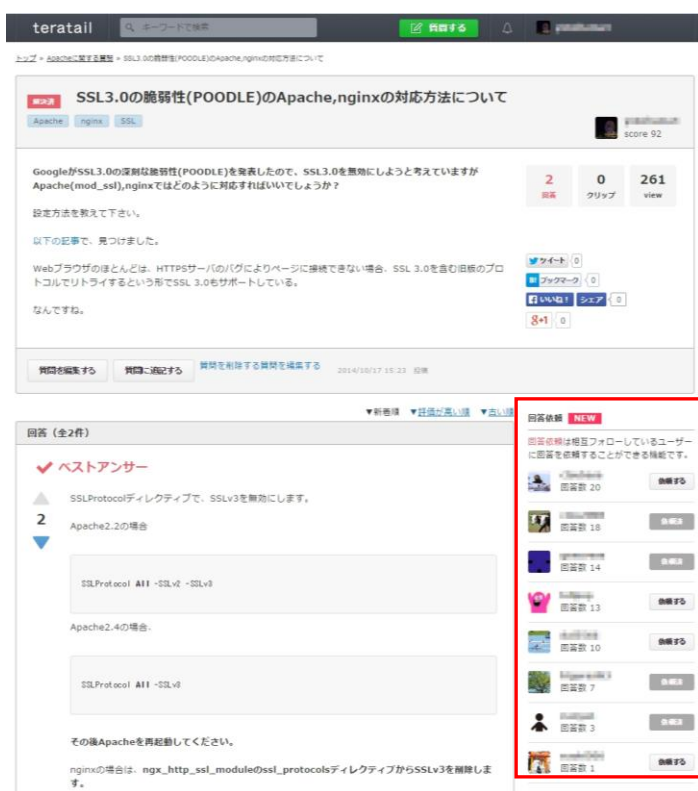 teratail
キーワードで検索
質問する
トップ > Apacheに関する質問 > SSL3.0の脆弱性(POODLE)のApache,nginxの対応方法について
解決済
SSL3.0の脆弱性(POODLE)のApache,nginxの対応方法について
Apache nginx SSL
score 92
GoogleがSSL3.0の深刻な脆弱性(POODLE)を発表したので、SSL3.0を無効にしようと考えていますが
Apache(mod_ssl),nginxではどのように対応すればいいでしょうか？
設定方法を教えて下さい。
以下の記事で、見つけました。
Webブラウザのほとんどは、HTTPSサーバのバグによりページに接続できない場合、SSL 3.0を含む旧版のプロ
トコルでリトライするという形でSSL 3.0もサポートしている。
なんですね。
2 0 261
回答 クリップ view
ツイート 0
ブックマーク 0
いいね！ シェア 0
g+1 0
質問を編集する 質問に追記する 質問を削除する質問を編集する 2014/10/17 15:23 投稿
▼新着順 ▼評価が高い順 ▼古い順
回答（全2件）
ベストアンサー
2
SSLProtocolディレクティブで、SSLv3を無効にします。
Apache2.2の場合
SSLProtocol All -SSLv2 -SSLv3
Apache2.4の場合.
SSLProtocol All -SSLv3
その後Apacheを再起動してください。
nginxの場合は、ngx_http_ssl_moduleのssl_protocolsディレクティブからSSLv3を削除しま
す。
回答依頼 NEW
回答依頼は相互フォローしているユーザー
に回答を依頼することができる機能です。
回答数 20 依頼する
回答数 18 依頼済
回答数 14 依頼済
回答数 13 依頼する
回答数 10 依頼する
回答数 7 依頼済
回答数 3 依頼済
回答数 1 依頼する